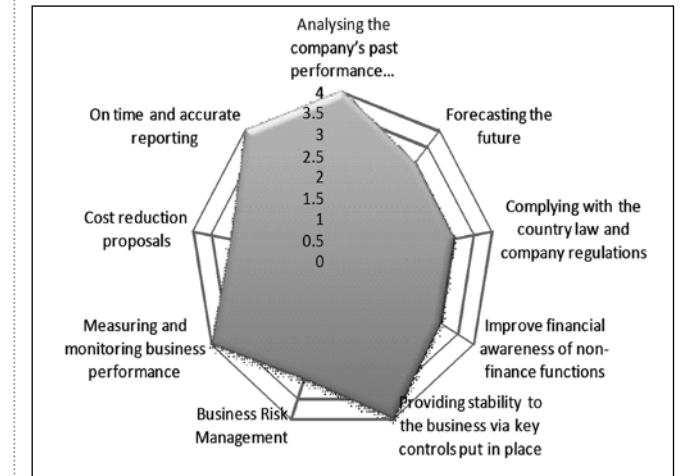 Analysing the
company's past
performance...
Forecasting the
future
Complying with the
country law and
company regulations
Improve financial
awareness of non-
finance functions
Providing stability to
the business via key
controls put in place
Business Risk
Management
Measuring and
monitoring business
performance
Cost reduction
proposals
On time and accurate
reporting
4
3.5
3
2.5
2
1.5
1
0.5
0